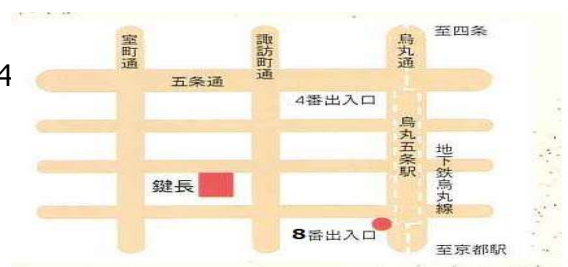 室町通
諏訪町通
烏丸通
至四条
4
五条通
4番出入口
烏丸五条駅
地下鉄烏丸線
鍵長
8番出入口
至京都駅